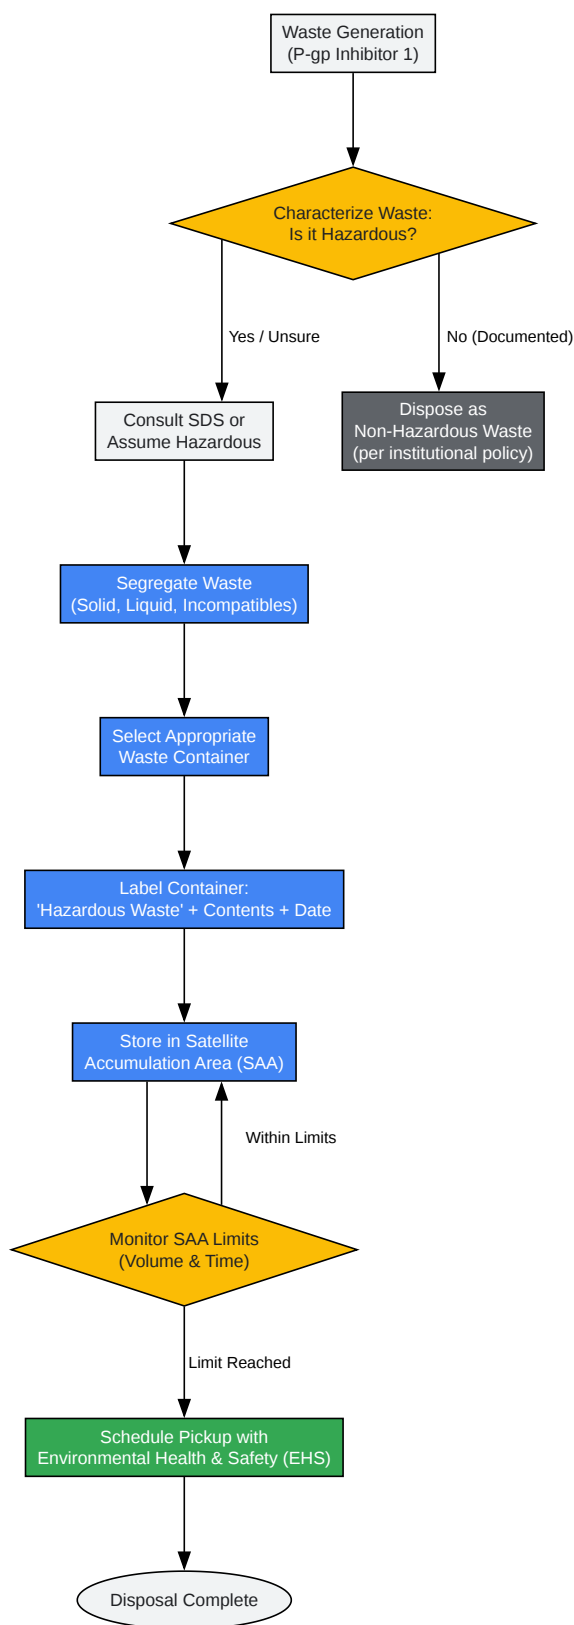 Waste Generation
(P-gp Inhibitor 1)
Characterize Waste:
Is it Hazardous?
Yes / Unsure
No (Documented)
Consult SDS or
Assume Hazardous
Dispose as
Non-Hazardous Waste
(per institutional policy)
Segregate Waste
(Solid, Liquid, Incompatibles)
Select Appropriate
Waste Container
Label Container:
'Hazardous Waste' + Contents + Date
Store in Satellite
Accumulation Area (SAA)
Within Limits
Monitor SAA Limits
(Volume & Time)
Limit Reached
Schedule Pickup with
Environmental Health & Safety (EHS)
Disposal Complete